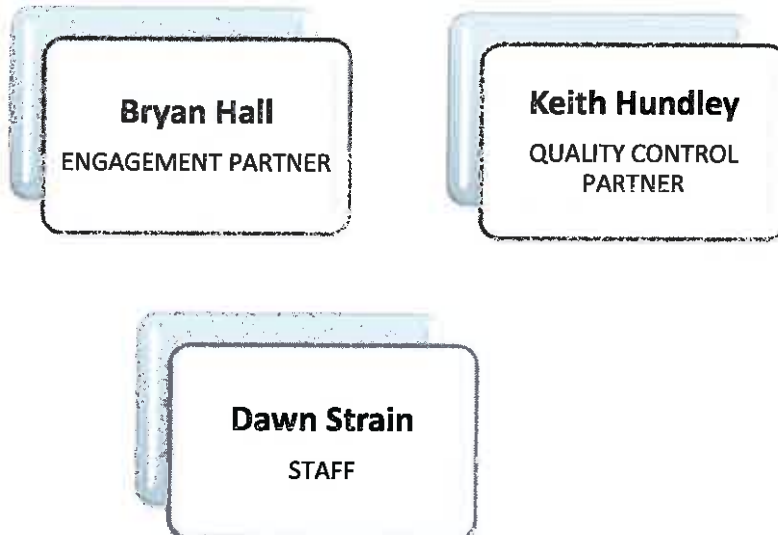 Bryan Hall
ENGAGEMENT PARTNER
Keith Hundley
QUALITY CONTROL
PARTNER
Dawn Strain
STAFF